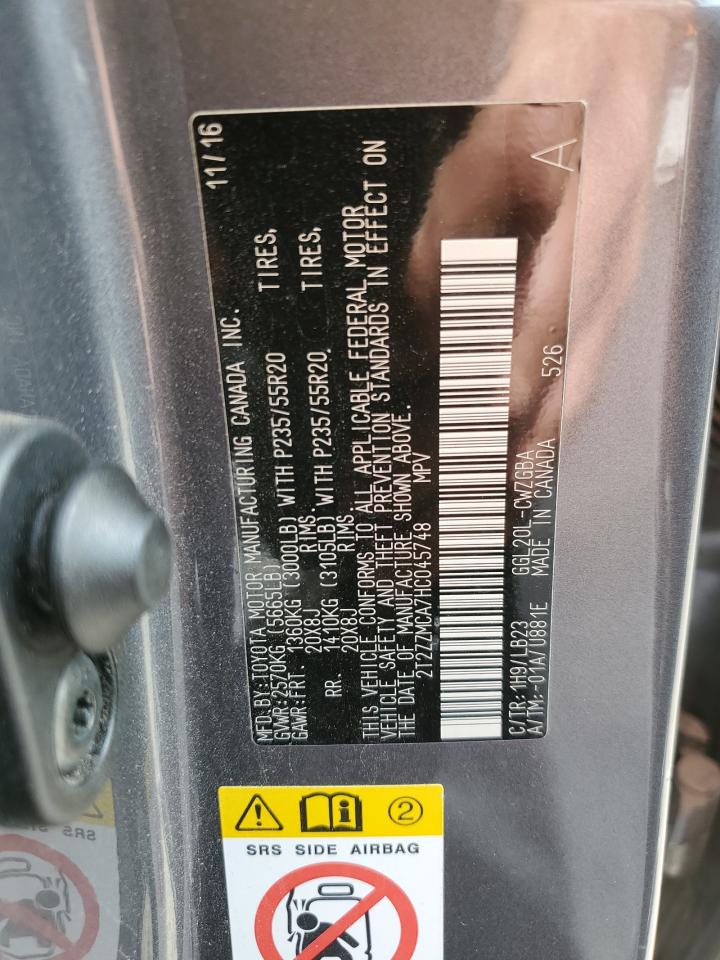 MFD.BY:TOYOTA MOTOR MANUFACTURING CANADA INC. 11/16
GVWR:2570KG (5665LB)
GAWR:FRT. 1360KG (3000LB) WITH P235/55R20 TIRES,
20X8J RIMS,
RR. 1410KG (3105LB) WITH P235/55R20, TIRES,
20X8J RIMS.
THIS VEHICLE CONFORMS TO ALL APPLICABLE FEDERAL MOTOR
VEHICLE SAFETY AND THEFT PREVENTION STANDARDS IN EFFECT ON
THE DATE OF MANUFACTURE SHOWN ABOVE.
2T2ZZMCA7HC045748 MPV
C/TR:1H9/LB23 GGL20L-CWZGBA
A/TM:-01A/U881E MADE IN CANADA 526 A
2
SRS SIDE AIRBAG